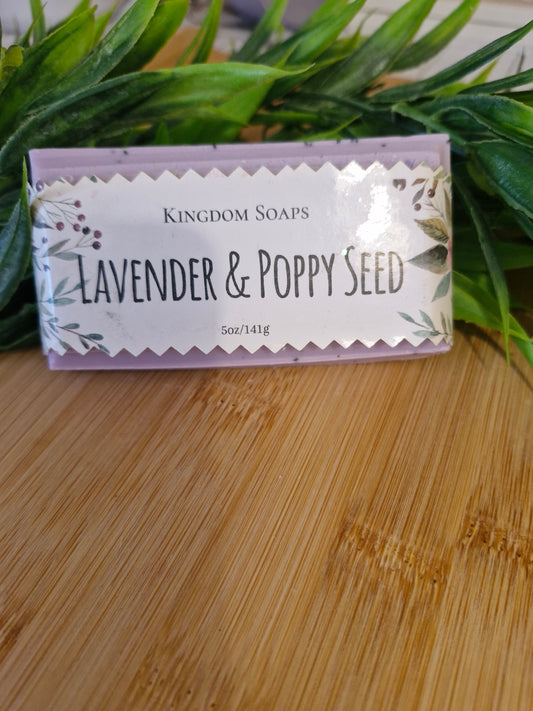 Kingdom Soaps
Lavender & Poppy Seed
5oz/141g